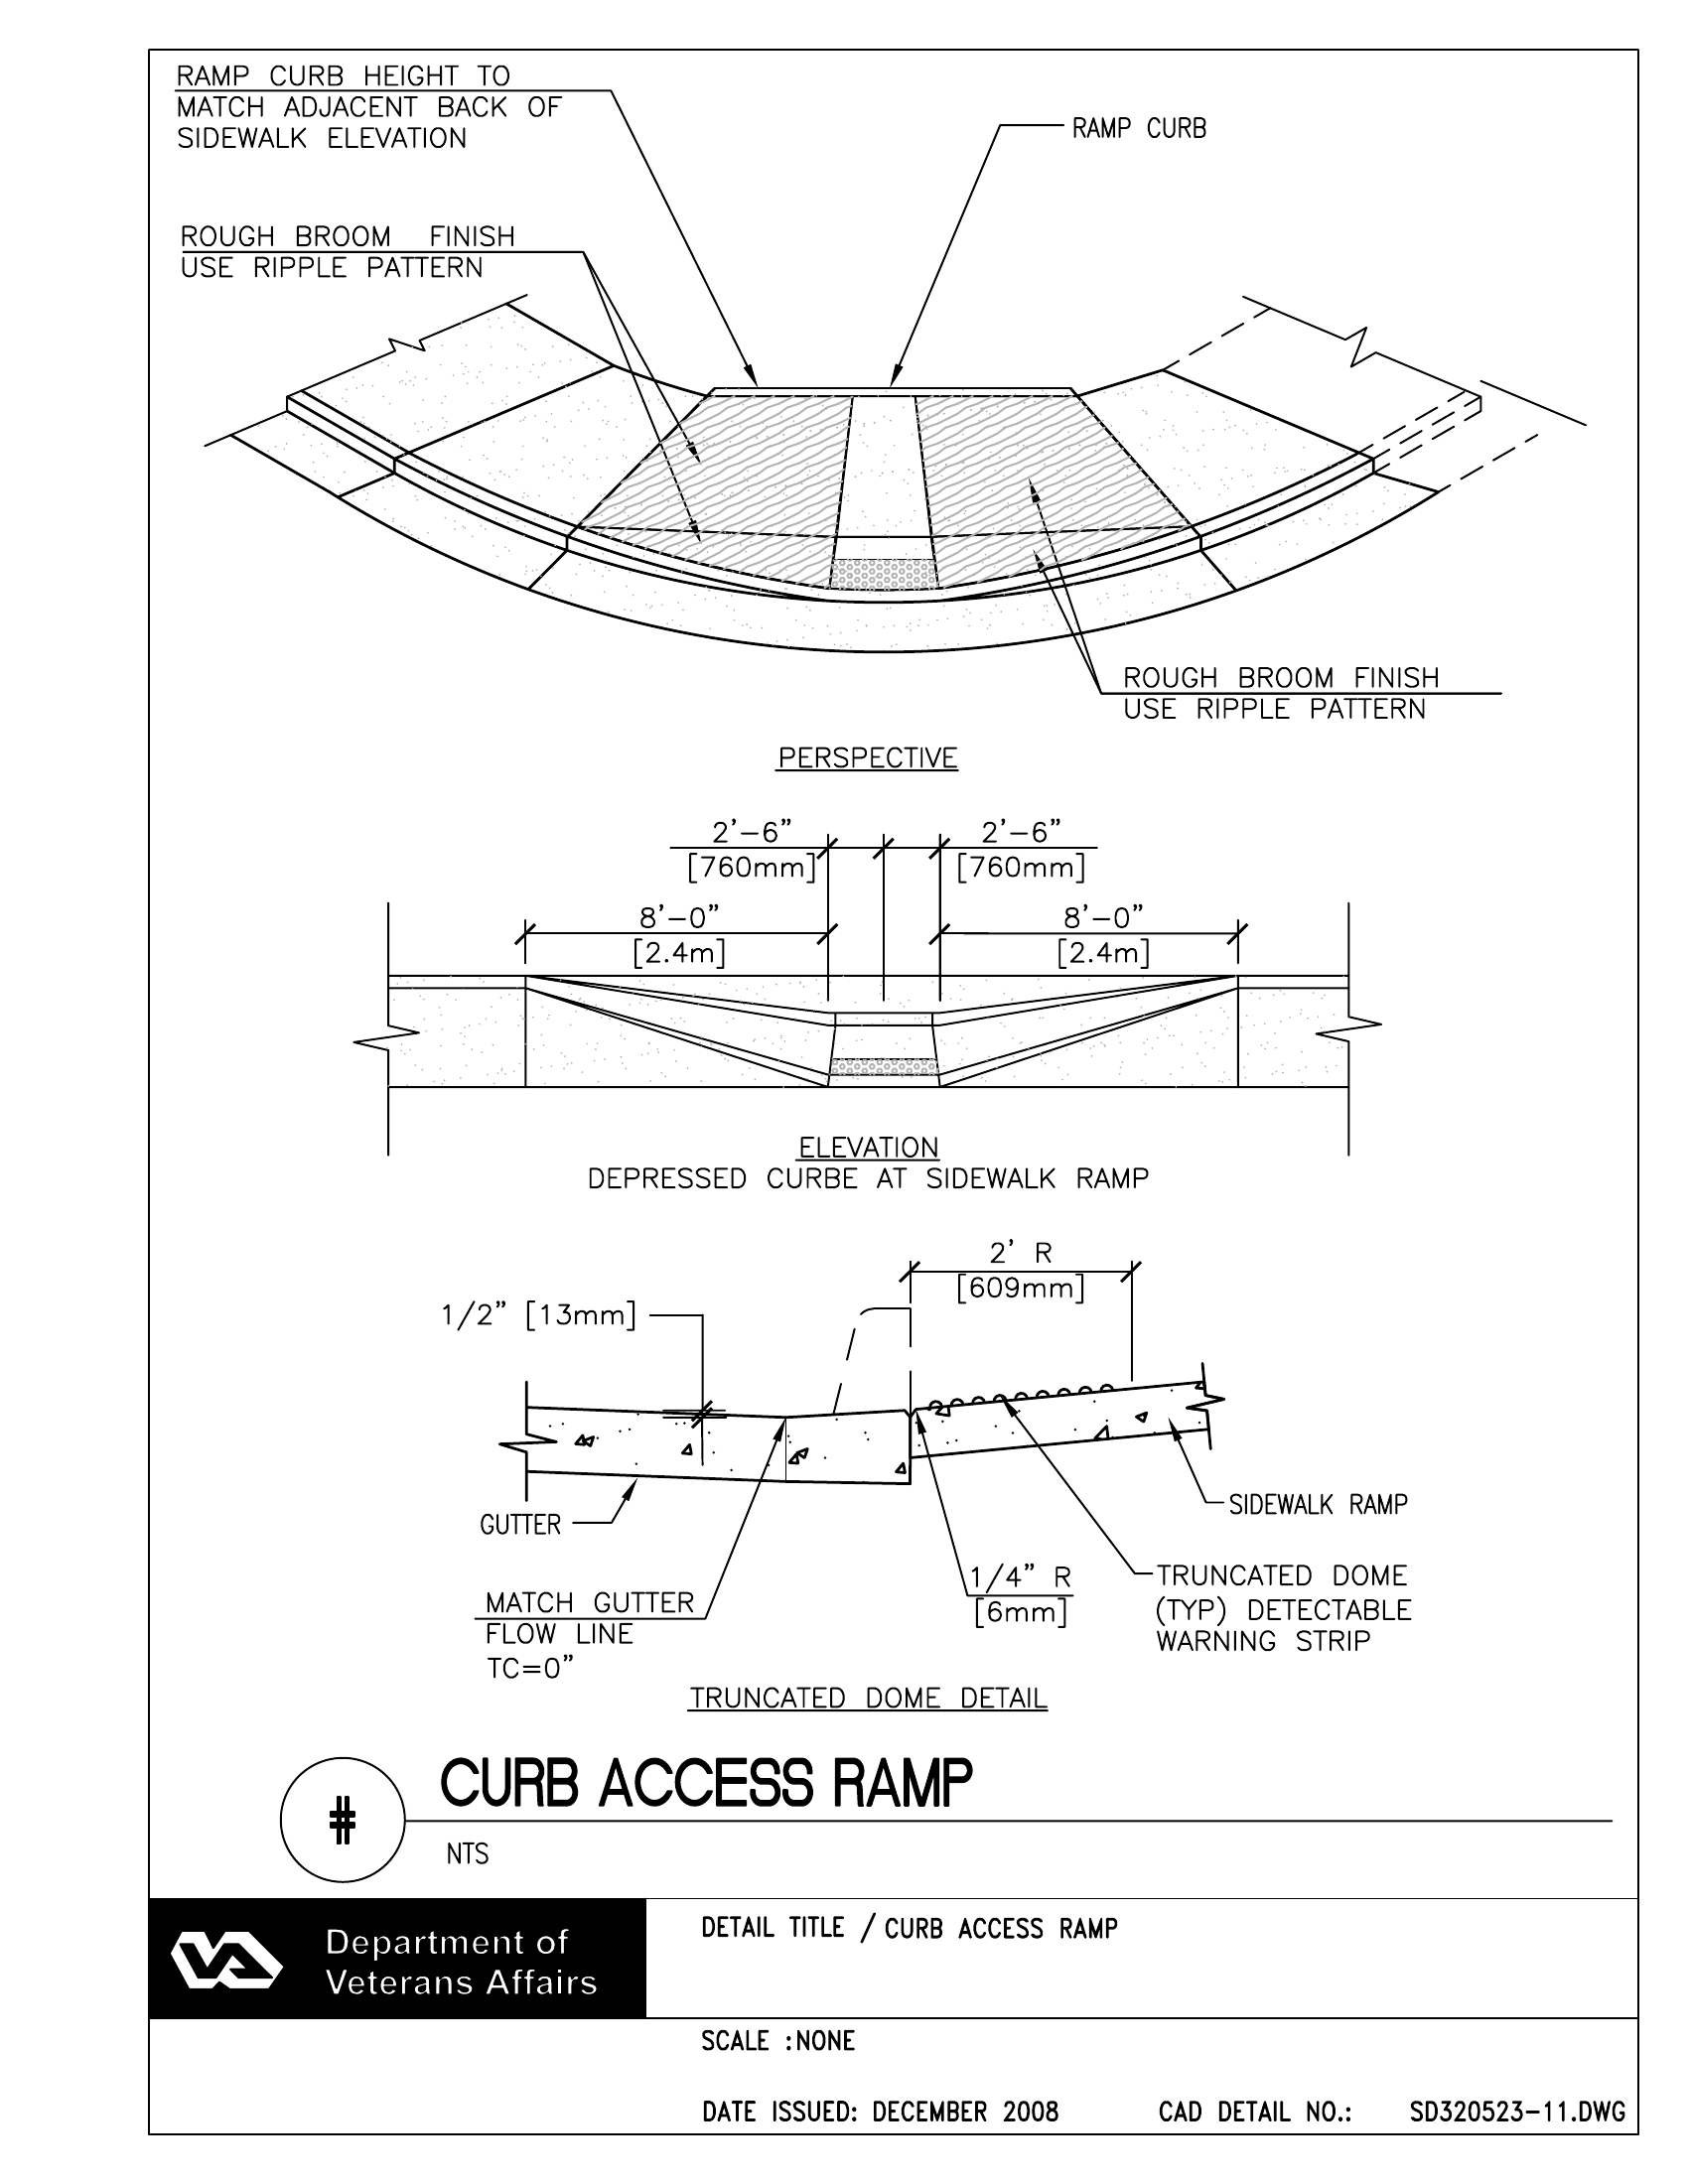 RAMP CURB HEIGHT TO
MATCH ADJACENT BACK OF
SIDEWALK ELEVATION
RAMP CURB
ROUGH BROOM FINISH
USE RIPPLE PATTERN
ROUGH BROOM FINISH
USE RIPPLE PATTERN
PERSPECTIVE
2'-6" 2'-6"
[760mm] [760mm]
8'-0" 8'-0"
[2.4m] [2.4m]
ELEVATION
DEPRESSED CURBE AT SIDEWALK RAMP
2' R
[609mm]
1/2" [13mm]
SIDEWALK RAMP
GUTTER
1/4" R
[6mm]
TRUNCATED DOME
(TYP) DETECTABLE
WARNING STRIP
MATCH GUTTER
FLOW LINE
TC=0"
TRUNCATED DOME DETAIL
#
CURB ACCESS RAMP
NTS
VA
Department of
Veterans Affairs
DETAIL TITLE / CURB ACCESS RAMP
SCALE :NONE
DATE ISSUED: DECEMBER 2008 CAD DETAIL NO.: SD320523-11.DWG